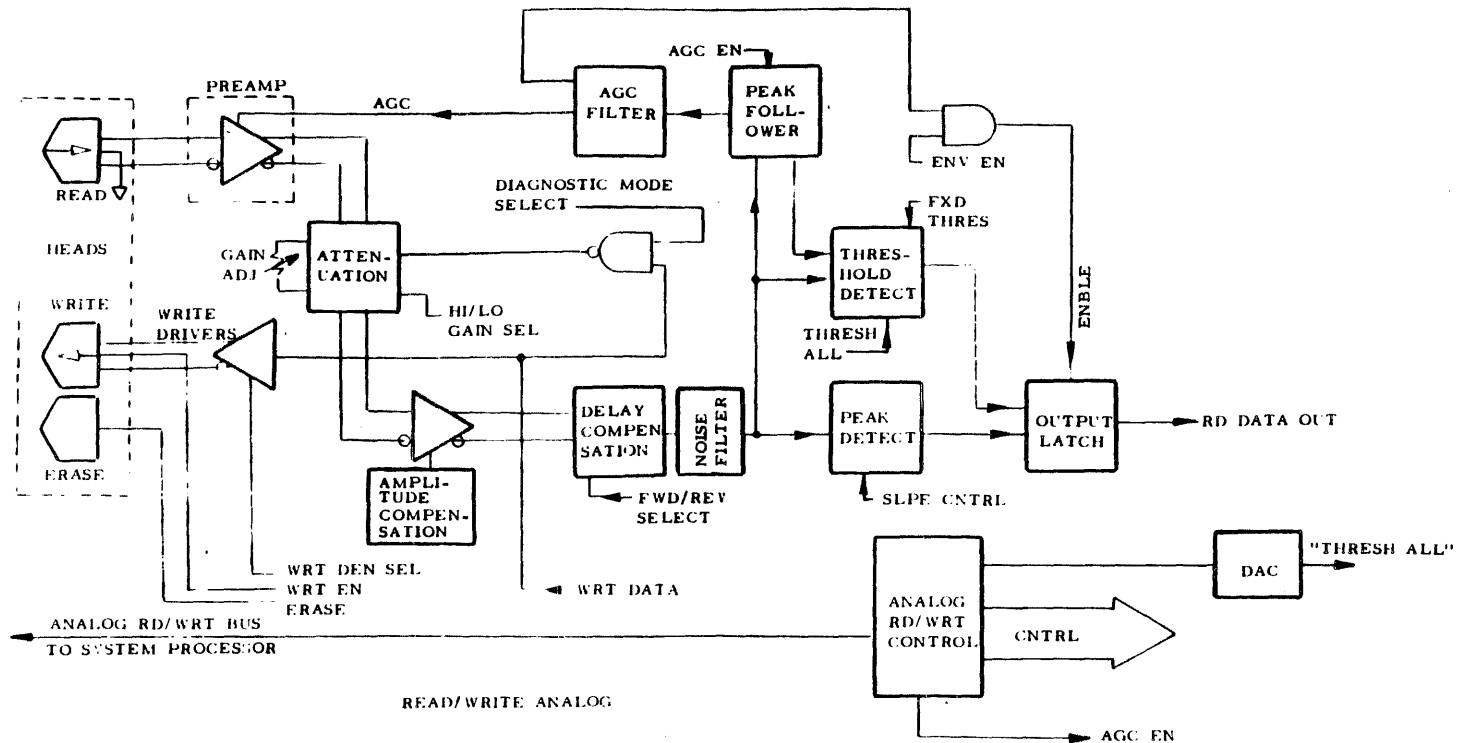 PREAMP
AGC
AGC EN
AGC
FILTER
PEAK
FOLL-
OWER
ENV EN
READ
DIAGNOSTIC MODE
SELECT
FXD
THRES
HEADS
GAIN
ADJ
ATTEN-
UATION
THRES-
HOLD
DETECT
ENBLE
HI/LO
GAIN SEL
WRITE
WRITE
DRIVERS
THRESH
ALL
DELAY
COMPEN
SATION
NOISE
FILTER
PEAK
DETECT
OUTPUT
LATCH
RD DATA OUT
ERASE
AMPLI-
TUDE
COMPEN-
SATION
FWD/REV
SELECT
SLPE CNTRL
WRT DEN SEL
WRT EN
ERASE
WRT DATA
DAC
"THRESH ALL"
ANALOG
RD/WRT
CONTROL
CNTRL
ANALOG RD/WRT BUS
TO SYSTEM PROCESSOR
READ/WRITE ANALOG
AGC EN